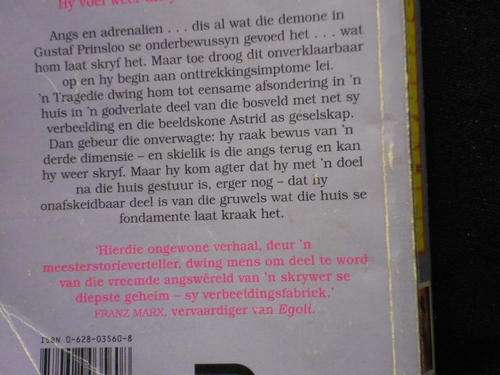 Hy voel weer
Angs en adrenalien . . . dis al wat die demone in
Gustaf Prinsloo se onderbewussyn gevoed het . . . wat
hom laat skryf het. Maar toe droog dit onverklaarbaar
op en hy begin aan onttrekkingsimptome lei.
'n Tragedie dwing hom tot eensame afsondering in 'n
huis in 'n godverlate deel van die bosveld met net sy
verbeelding en die beeldskone Astrid as geselskap.
Dan gebeur die onverwagte: hy raak bewus van 'n
derde dimensie – en skielik is die angs terug en kan
hy weer skryf. Maar hy kom agter dat hy met 'n doel
na die huis gestuur is, erger nog – dat hy
onafskeidbaar deel is van die gruwels wat die huis se
fondamente laat kraak het.
'Hierdie ongewone verhaal, deur 'n
meesterstorieverteller, dwing mens om deel te word
van die vreemde angswêreld van 'n skrywer se
diepste geheim – sy verbeeldingsfabriek.'
FRANZ MARX, vervaardiger van Egoli.
ISBN 0-628-03560-8